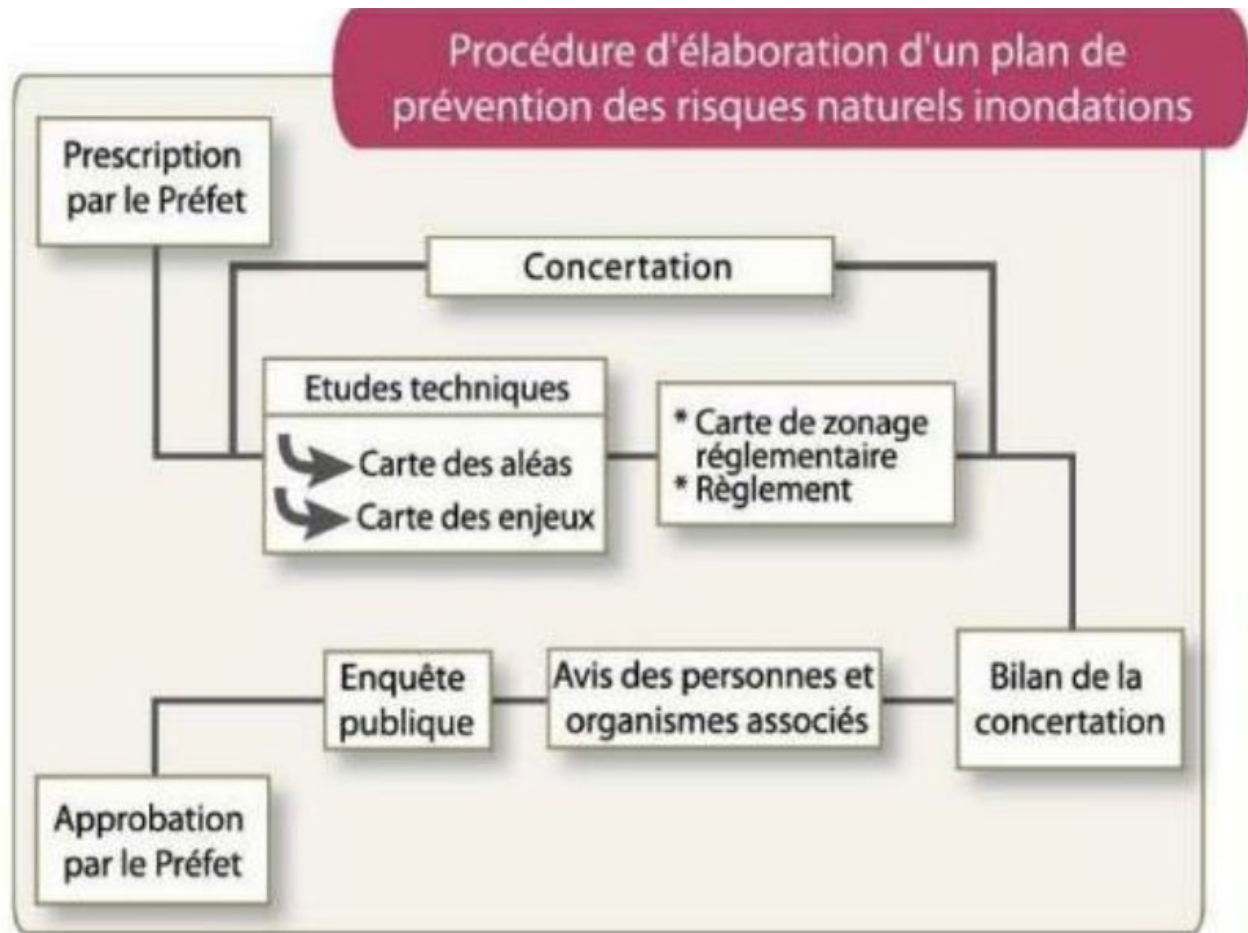 Procédure d'élaboration d'un plan de
prévention des risques naturels inondations
Prescription
par le Préfet
Concertation
Etudes techniques
Carte des aléas
Carte des enjeux
* Carte de zonage
réglementaire
* Règlement
Bilan de la
concertation
Avis des personnes et
organismes associés
Enquête
publique
Approbation
par le Préfet